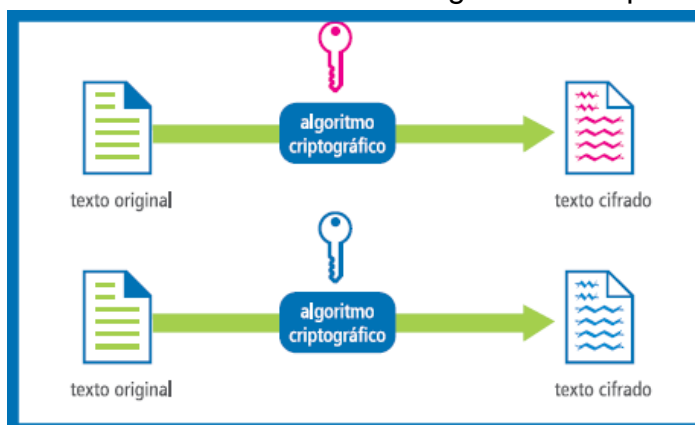 algoritmo
criptográfico
texto original
texto cifrado
algoritmo
criptográfico
texto original
texto cifrado